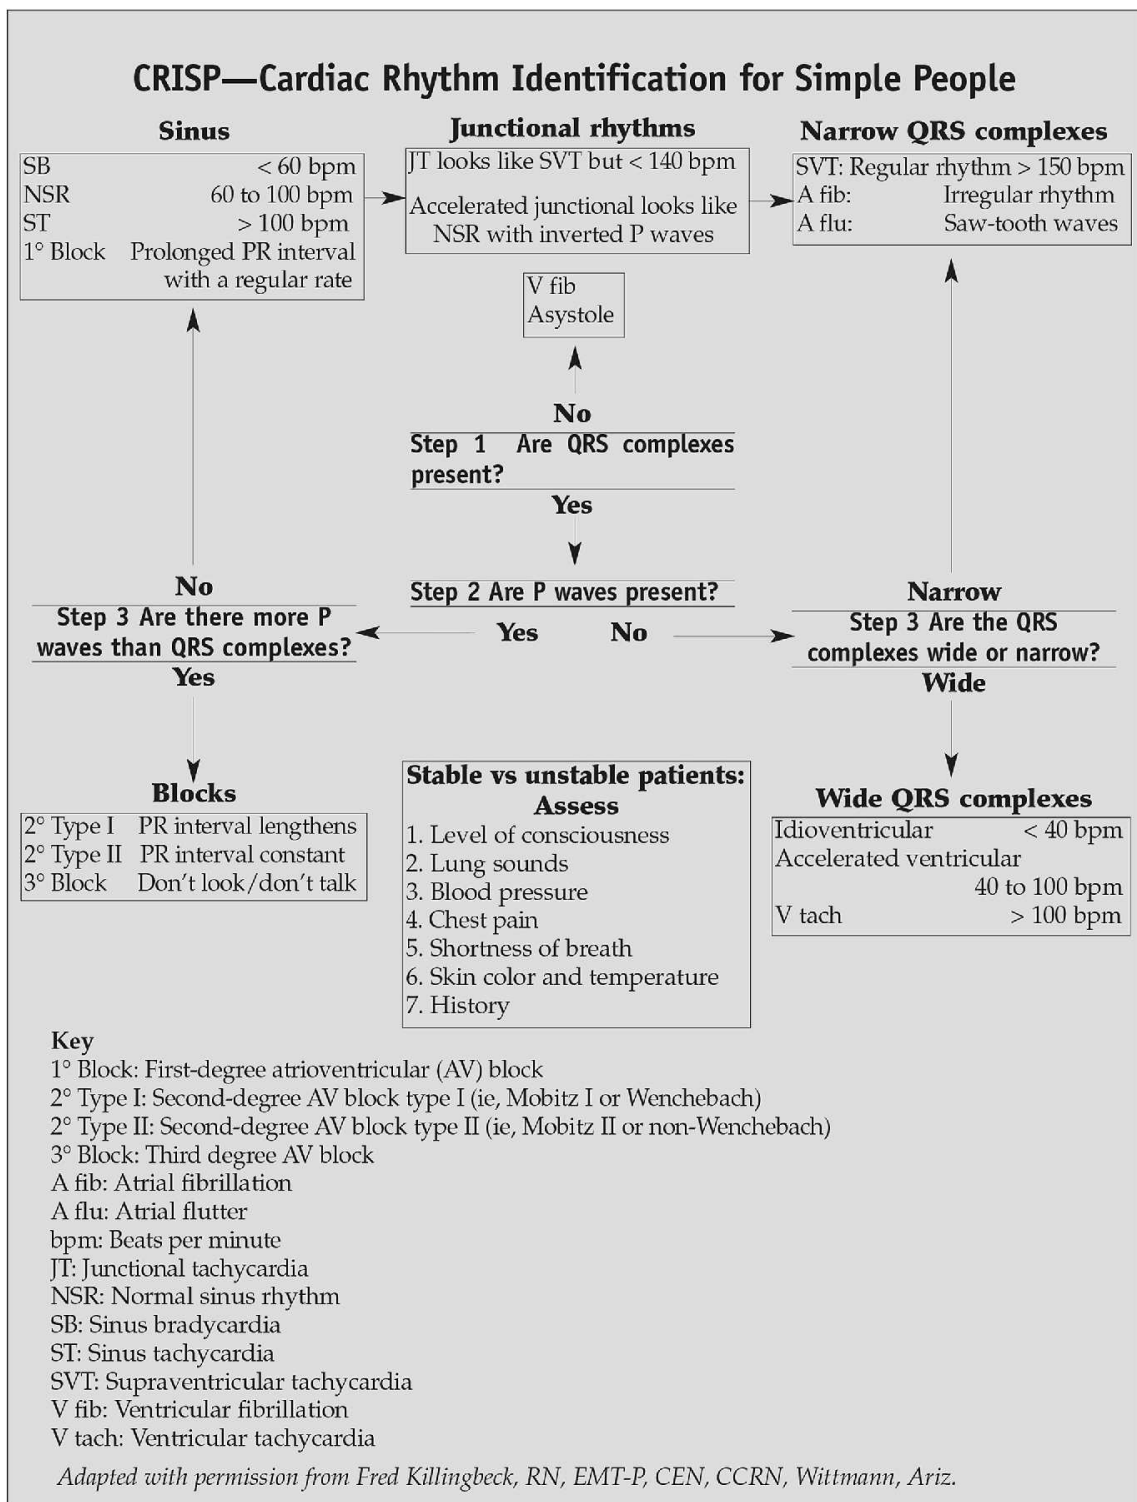 CRISP—Cardiac Rhythm Identification for Simple People
Sinus
SB < 60 bpm
NSR 60 to 100 bpm
ST > 100 bpm
1° Block Prolonged PR interval
with a regular rate
Junctional rhythms
JT looks like SVT but < 140 bpm
Accelerated junctional looks like
NSR with inverted P waves
Narrow QRS complexes
SVT: Regular rhythm > 150 bpm
A fib: Irregular rhythm
A flu: Saw-tooth waves
V fib
Asystole
No
Step 1 Are QRS complexes
present?
Yes
Step 2 Are P waves present?
Yes No
No
Step 3 Are there more P
waves than QRS complexes?
Yes
Narrow
Step 3 Are the QRS
complexes wide or narrow?
Wide
Blocks
2° Type I PR interval lengthens
2° Type II PR interval constant
3° Block Don't look/don't talk
Stable vs unstable patients:
Assess
1. Level of consciousness
2. Lung sounds
3. Blood pressure
4. Chest pain
5. Shortness of breath
6. Skin color and temperature
7. History
Wide QRS complexes
Idioventricular < 40 bpm
Accelerated ventricular
40 to 100 bpm
V tach > 100 bpm
Key
1° Block: First-degree atrioventricular (AV) block
2° Type I: Second-degree AV block type I (ie, Mobitz I or Wenchebach)
2° Type II: Second-degree AV block type II (ie, Mobitz II or non-Wenchebach)
3° Block: Third degree AV block
A fib: Atrial fibrillation
A flu: Atrial flutter
bpm: Beats per minute
JT: Junctional tachycardia
NSR: Normal sinus rhythm
SB: Sinus bradycardia
ST: Sinus tachycardia
SVT: Supraventricular tachycardia
V fib: Ventricular fibrillation
V tach: Ventricular tachycardia
Adapted with permission from Fred Killingbeck, RN, EMT-P, CEN, CCRN, Wittmann, Ariz.